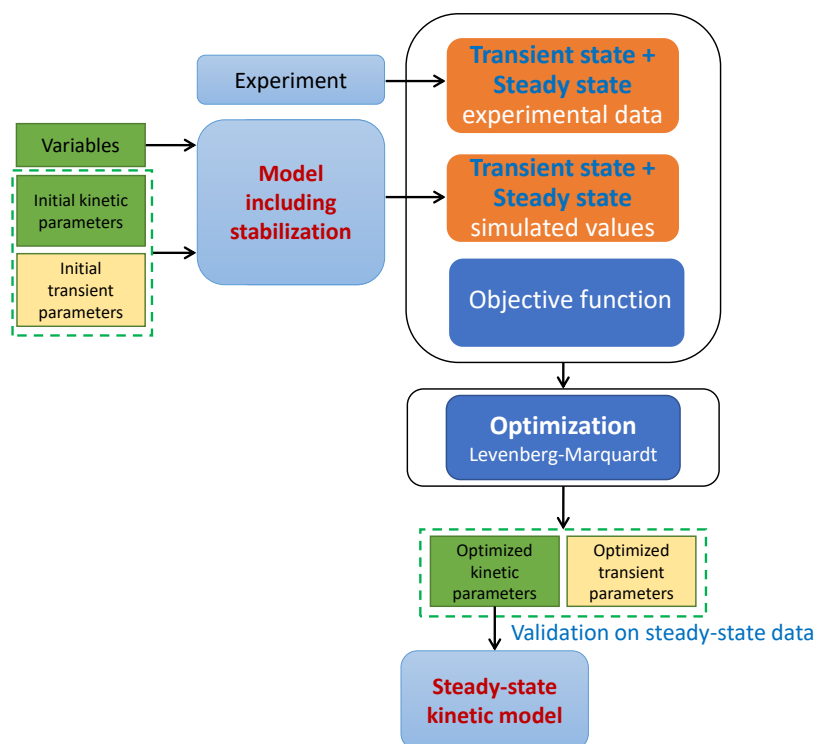 Experiment
Transient state +
Steady state
experimental data
Variables
Initial kinetic
parameters
Initial
transient
parameters
Model
including
stabilization
Transient state +
Steady state
simulated values
Objective function
Optimization
Levenberg-Marquardt
Optimized
kinetic
parameters
Optimized
transient
parameters
Validation on steady-state data
Steady-state
kinetic model